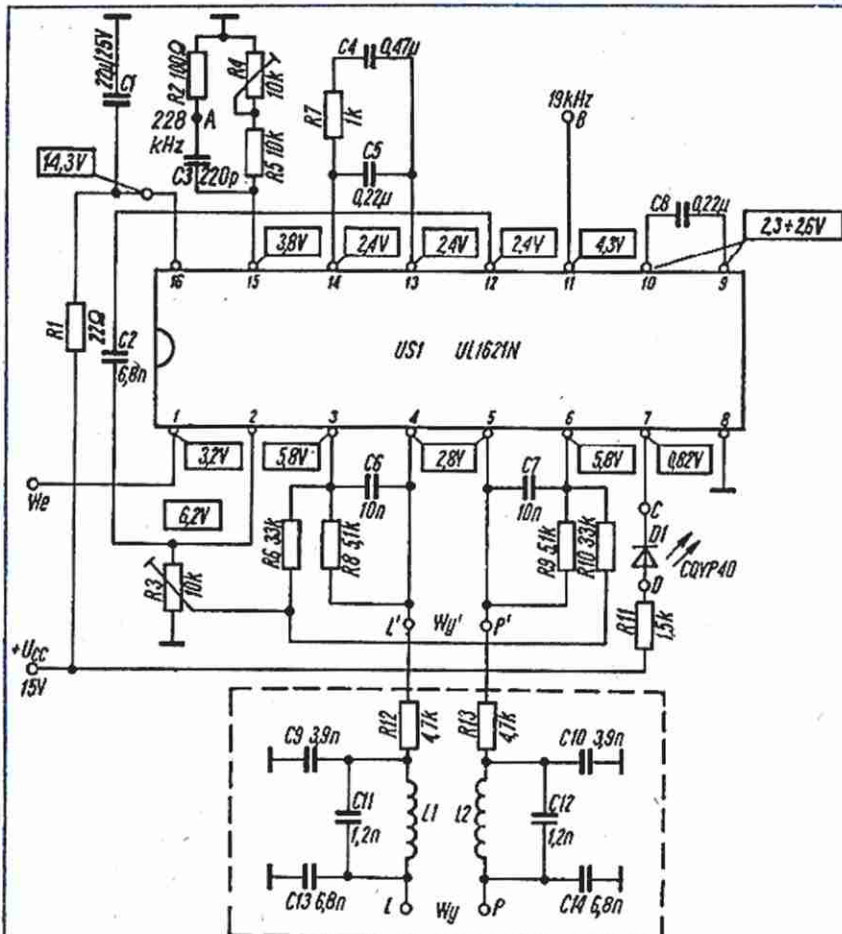 22µ/25V
C1
R2 100Ω
R4
10k
C4
0,47µ
R7
1k
19kHz
B
228
kHz
A
R5 10k
C3 220p
C5
0,22µ
C8
0,22µ
14,3V
3,8V
2,4V
2,4V
2,4V
4,3V
2,3÷2,6V
16
15
14
13
12
11
10
9
R1
22Ω
C2
6,8n
US1 UL1621N
1
2
3
4
5
6
7
8
3,2V
5,8V
2,8V
5,8V
0,82V
We
6,2V
C6
10n
C7
10n
R6 33k
R8 5,1k
R9 5,1k
R10 33k
C
D1
CQYP40
D
R3
10k
R11
1,5k
L'
Wy'
P'
+UCC
15V
R12
4,7k
R13
4,7k
C9 3,9n
C10 3,9n
C11
1,2n
L1
L2
C12
1,2n
C13 6,8n
C14 6,8n
L
Wy
P